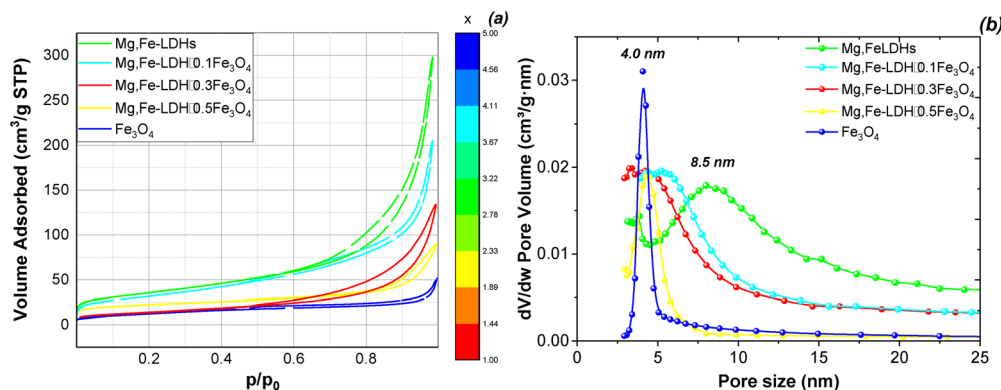 x
(a)
Mg,Fe-LDHs
Mg,Fe-LDH▯0.1Fe₃O₄
Mg,Fe-LDH▯0.3Fe₃O₄
Mg,Fe-LDH▯0.5Fe₃O₄
Fe₃O₄
Volume Adsorbed (cm³/g STP)
300
250
200
150
100
50
0
0.2
0.4
0.6
0.8
p/p₀
5.00
4.56
4.11
3.67
3.22
2.78
2.33
1.89
1.44
1.00
(b)
4.0 nm
8.5 nm
Mg,FeLDHs
Mg,Fe-LDH▯0.1Fe₃O₄
Mg,Fe-LDH▯0.3Fe₃O₄
Mg,Fe-LDH▯0.5Fe₃O₄
Fe₃O₄
dV/dw Pore Volume (cm³/g·nm)
0.03
0.02
0.01
0.00
0
5
10
15
20
25
Pore size (nm)